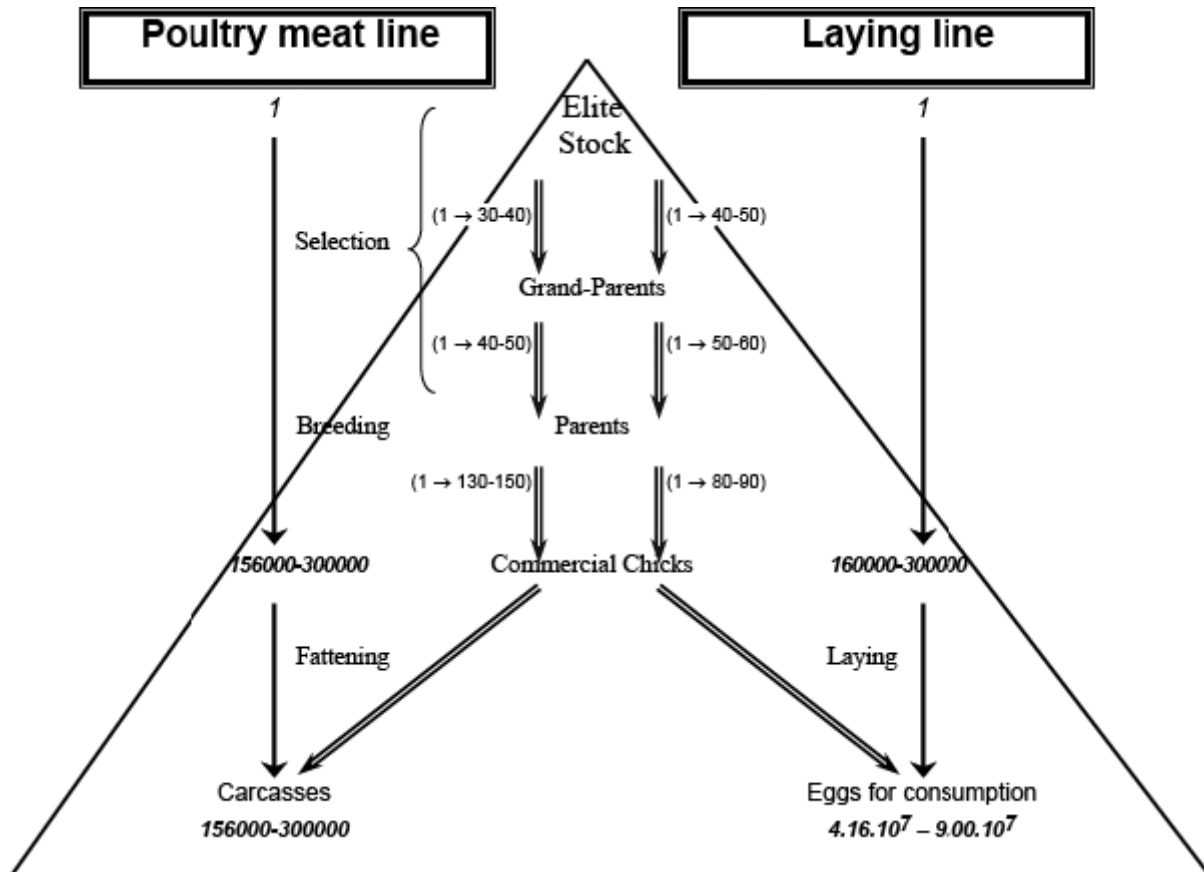 Poultry meat line
Laying line
1
1
Elite
Stock
(1 → 30-40)
(1 → 40-50)
Selection
Grand-Parents
(1 → 40-50)
(1 → 50-60)
Breeding
Parents
(1 → 130-150)
(1 → 80-90)
156000-300000
Commercial Chicks
160000-300000
Fattening
Laying
Carcasses
Eggs for consumption
156000-300000
4.16.10⁷ – 9.00.10⁷